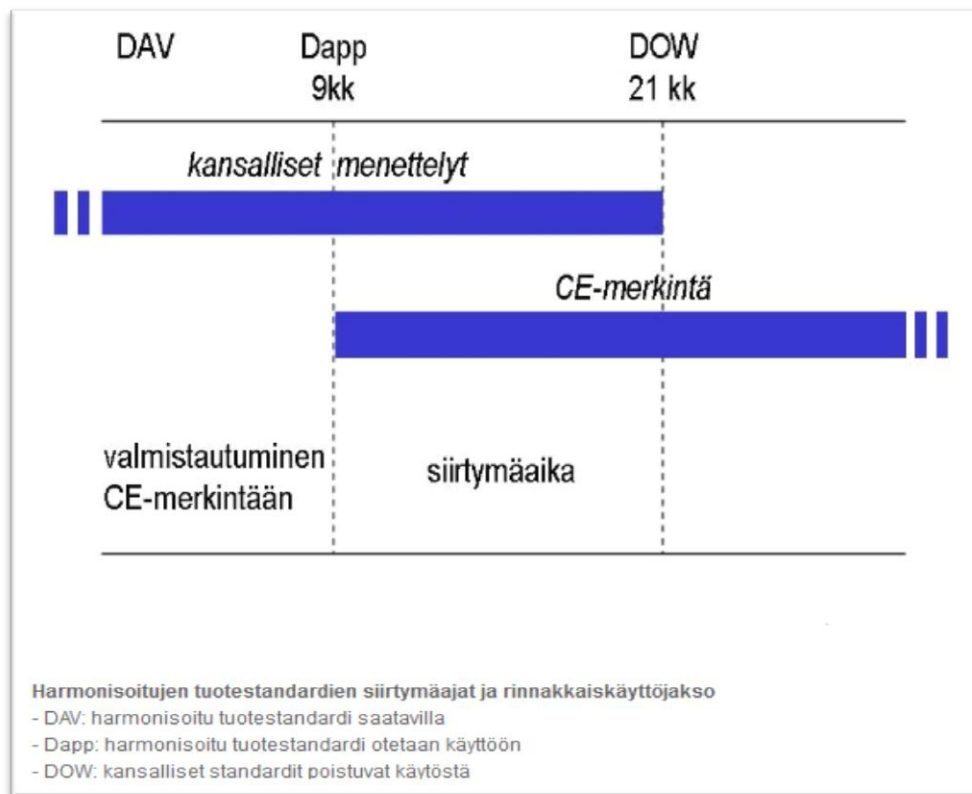 DAV Dapp DOW
9kk 21 kk
kansalliset menettelyt
CE-merkintä
valmistautuminen
CE-merkintään
siirtymäaika
Harmonisoitujen tuotestandardien siirtymäajat ja rinnakkaiskäyttöjakso
- DAV: harmonisoitu tuotestandardi saatavilla
- Dapp: harmonisoitu tuotestandardi otetaan käyttöön
- DOW: kansalliset standardit poistuvat käytöstä